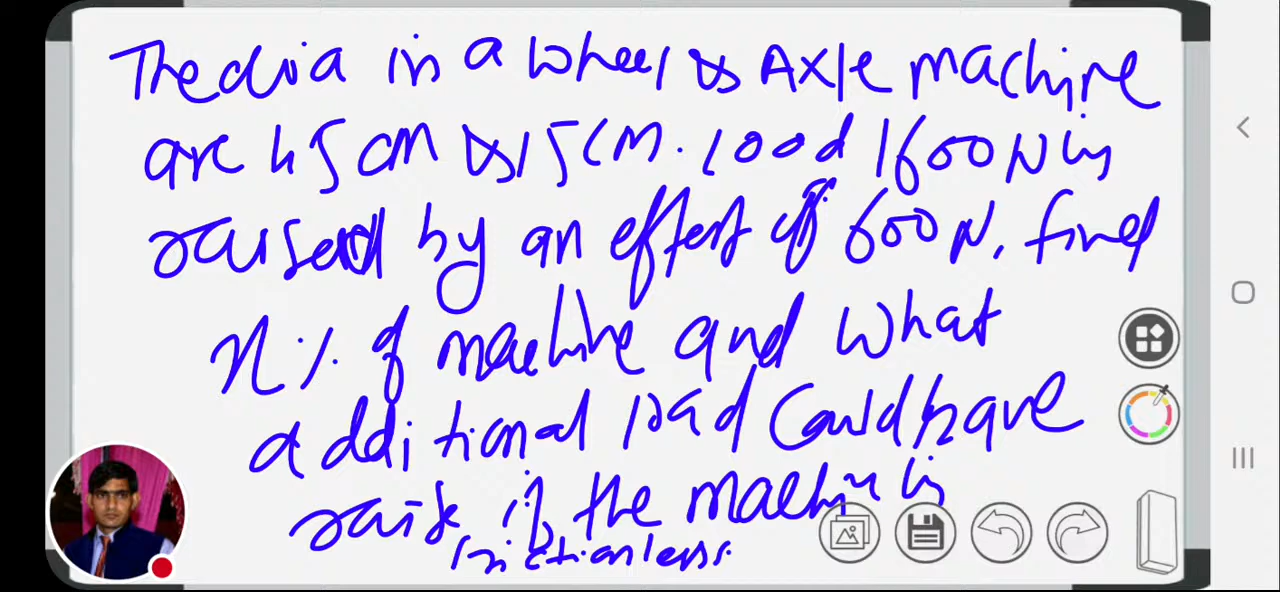 The dia in a wheel & Axle machine
are 45 cm & 15 cm. Load 1600 N is
raised by an effort of 600 N, find
η % of machine and what
additional load could have
raise if the machine is
frictionless.